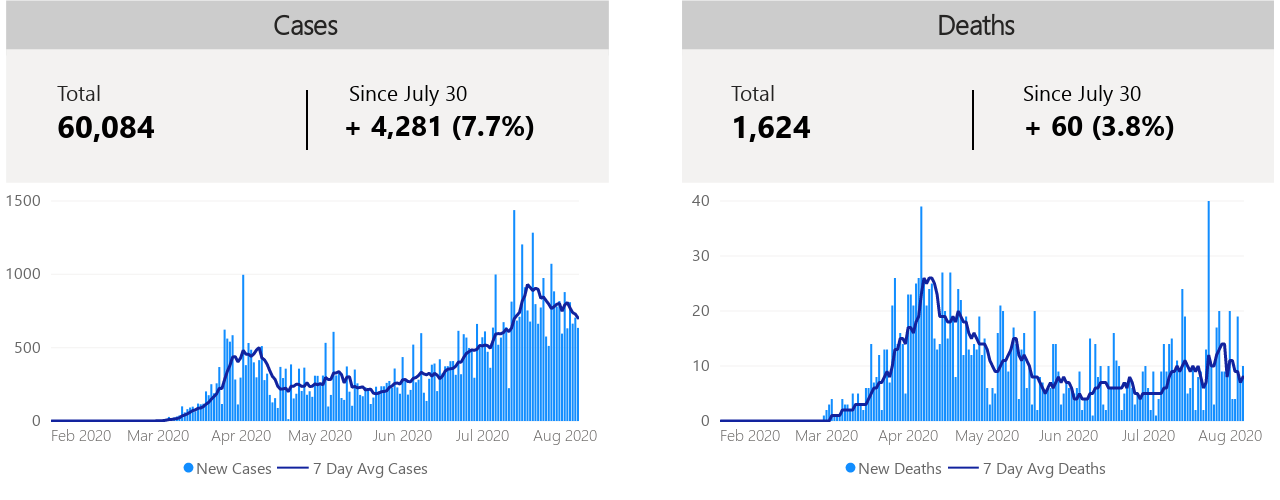 Cases
Total
60,084
Since July 30
+ 4,281 (7.7%)
1500
1000
500
0
Feb 2020 Mar 2020 Apr 2020 May 2020 Jun 2020 Jul 2020 Aug 2020
New Cases 7 Day Avg Cases
Deaths
Total
1,624
Since July 30
+ 60 (3.8%)
40
30
20
10
0
Feb 2020 Mar 2020 Apr 2020 May 2020 Jun 2020 Jul 2020 Aug 2020
New Deaths 7 Day Avg Deaths